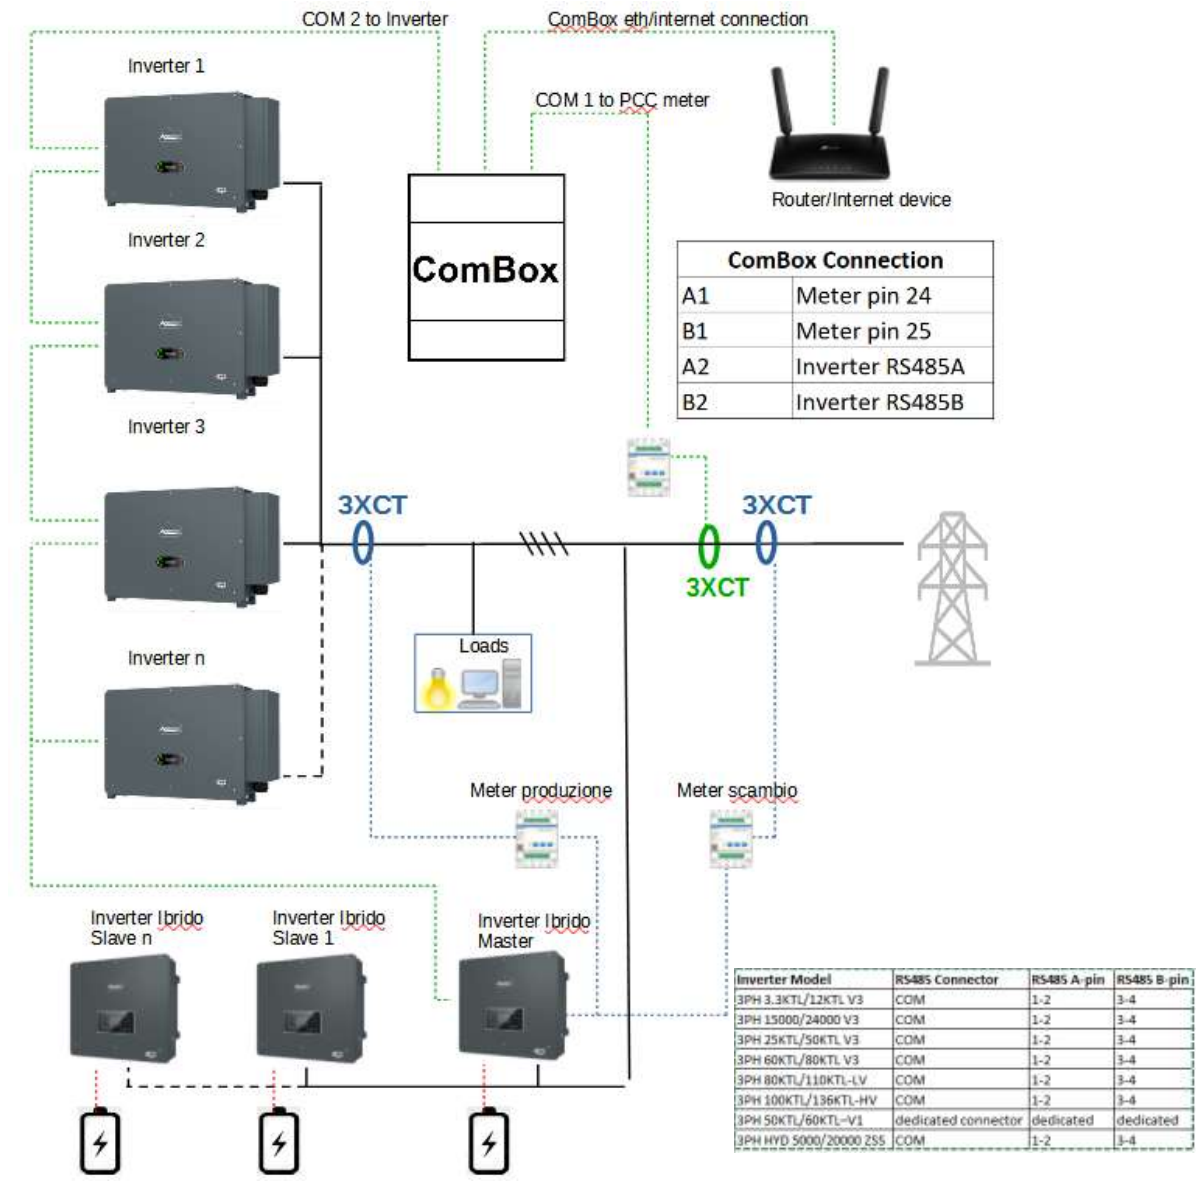 COM 2 to Inverter
ComBox eth/internet connection
Inverter 1
COM 1 to PCC meter
Router/Internet device
Inverter 2
ComBox
ComBox Connection
A1 Meter pin 24
B1 Meter pin 25
A2 Inverter RS485A
B2 Inverter RS485B
Inverter 3
3XCT
3XCT
3XCT
Loads
Inverter n
Meter produzione
Meter scambio
Inverter Ibrido
Slave n
Inverter Ibrido
Slave 1
Inverter Ibrido
Master
Inverter Model RS485 Connector RS485 A-pin RS485 B-pin
3PH 3.3KTL/12KTL V3 COM 1-2 3-4
3PH 15000/24000 V3 COM 1-2 3-4
3PH 25KTL/50KTL V3 COM 1-2 3-4
3PH 60KTL/80KTL V3 COM 1-2 3-4
3PH 80KTL/110KTL-LV COM 1-2 3-4
3PH 100KTL/136KTL-HV COM 1-2 3-4
3PH 50KTL/60KTL–V1 dedicated connector dedicated dedicated
3PH HYD 5000/20000 ZSS COM 1-2 3-4